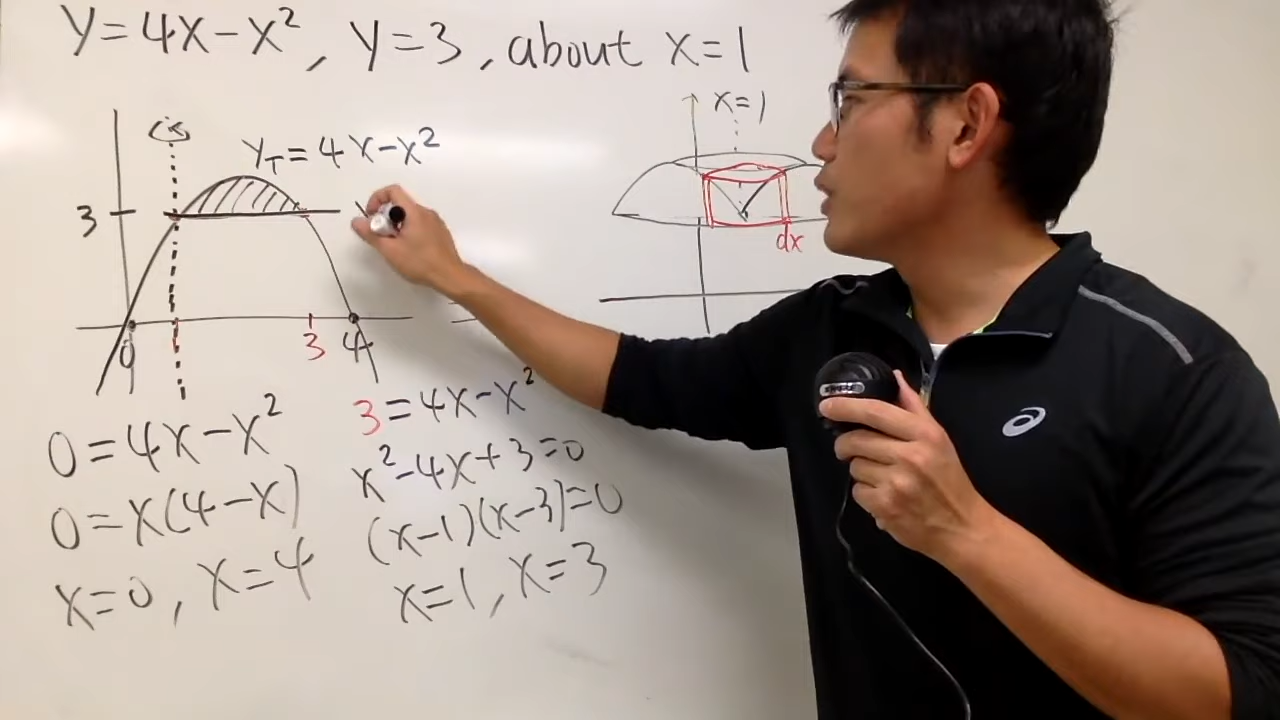 y=4x-x², y=3, about x=1
y_T=4x-x²
3
0
1
3
4
x=1
dx
0=4x-x²
0=x(4-x)
x=0, x=4
3=4x-x²
x²-4x+3=0
(x-1)(x-3)=0
x=1, x=3